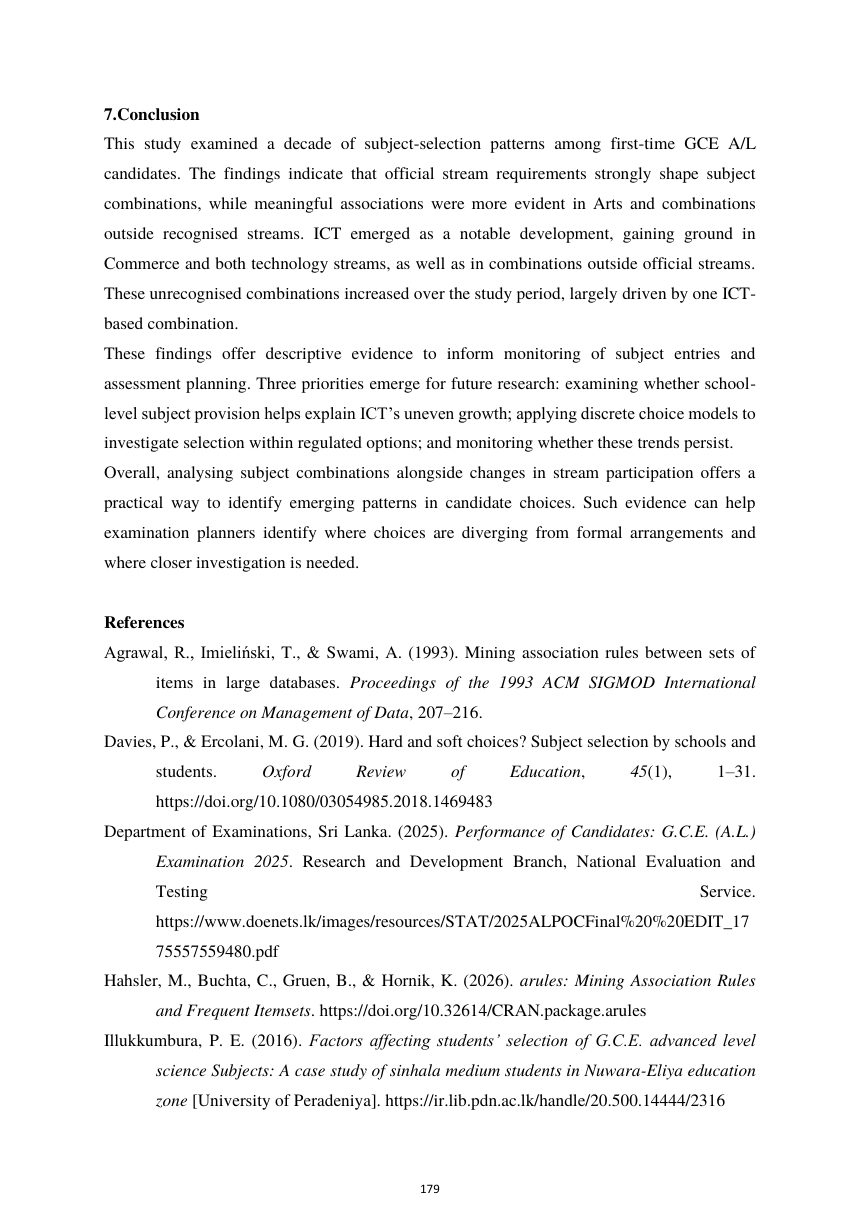 7.Conclusion
This study examined a decade of subject-selection patterns among first-time GCE A/L
candidates. The findings indicate that official stream requirements strongly shape subject
combinations, while meaningful associations were more evident in Arts and combinations
outside recognised streams. ICT emerged as a notable development, gaining ground in
Commerce and both technology streams, as well as in combinations outside official streams.
These unrecognised combinations increased over the study period, largely driven by one ICT-
based combination.
These findings offer descriptive evidence to inform monitoring of subject entries and
assessment planning. Three priorities emerge for future research: examining whether school-
level subject provision helps explain ICT’s uneven growth; applying discrete choice models to
investigate selection within regulated options; and monitoring whether these trends persist.
Overall, analysing subject combinations alongside changes in stream participation offers a
practical way to identify emerging patterns in candidate choices. Such evidence can help
examination planners identify where choices are diverging from formal arrangements and
where closer investigation is needed.
References
Agrawal, R., Imieliński, T., & Swami, A. (1993). Mining association rules between sets of
items in large databases. Proceedings of the 1993 ACM SIGMOD International
Conference on Management of Data, 207–216.
Davies, P., & Ercolani, M. G. (2019). Hard and soft choices? Subject selection by schools and
students. Oxford Review of Education, 45(1), 1–31.
https://doi.org/10.1080/03054985.2018.1469483
Department of Examinations, Sri Lanka. (2025). Performance of Candidates: G.C.E. (A.L.)
Examination 2025. Research and Development Branch, National Evaluation and
Testing Service.
https://www.doenets.lk/images/resources/STAT/2025ALPOCFinal%20%20EDIT_17
75557559480.pdf
Hahsler, M., Buchta, C., Gruen, B., & Hornik, K. (2026). arules: Mining Association Rules
and Frequent Itemsets. https://doi.org/10.32614/CRAN.package.arules
Illukkumbura, P. E. (2016). Factors affecting students’ selection of G.C.E. advanced level
science Subjects: A case study of sinhala medium students in Nuwara-Eliya education
zone [University of Peradeniya]. https://ir.lib.pdn.ac.lk/handle/20.500.14444/2316
179